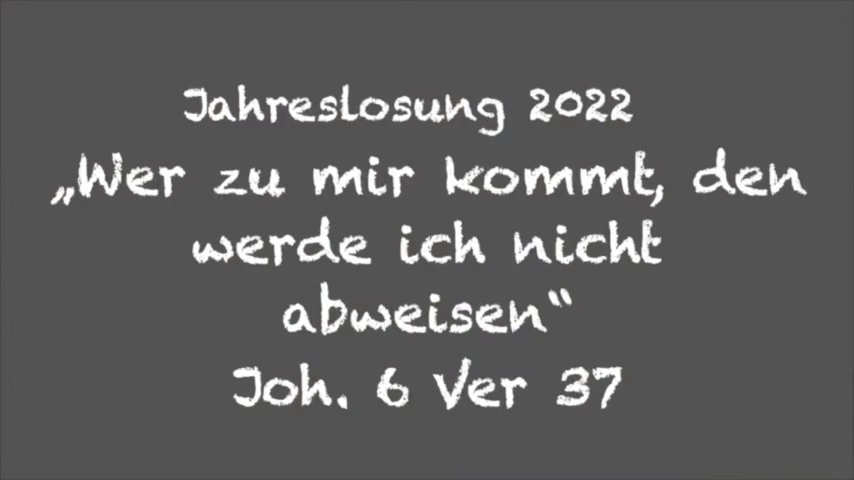 Jahreslosung 2022
„Wer zu mir kommt, den
werde ich nicht
abweisen“
Joh. 6 Ver 37